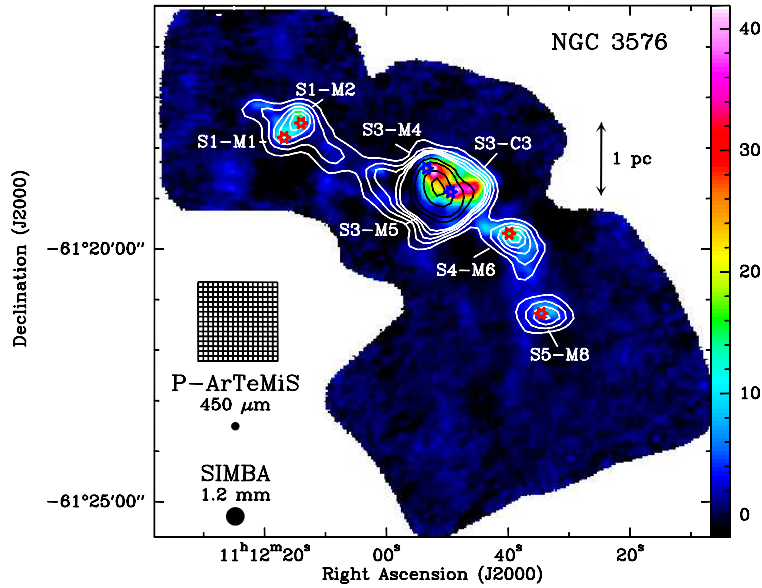 NGC 3576
S1-M2
S1-M1
S3-M4
S3-C3
1 pc
S3-M5
S4-M6
S5-M8
P-ArTeMiS
450 μm
SIMBA
1.2 mm
Declination (J2000)
-61°20′00″
-61°25′00″
11ʰ12ᵐ20ˢ
00ˢ
40ˢ
20ˢ
Right Ascension (J2000)
40
30
20
10
0